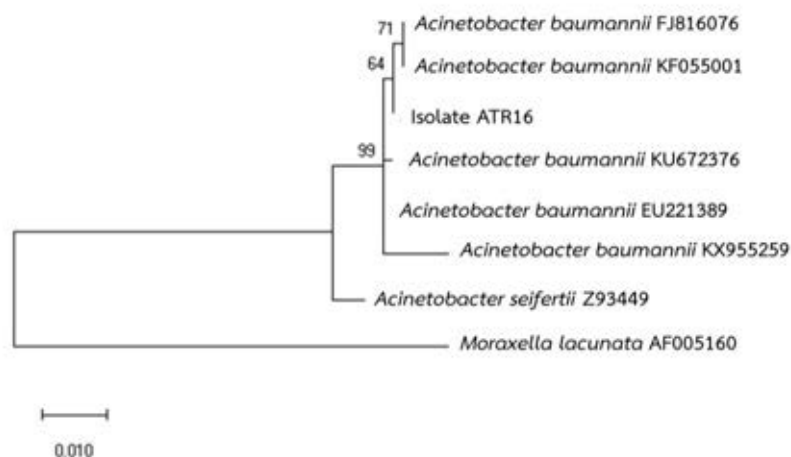 71
Acinetobacter baumannii FJ816076
64
Acinetobacter baumannii KF055001
Isolate ATR16
99
Acinetobacter baumannii KU672376
Acinetobacter baumannii EU221389
Acinetobacter baumannii KX955259
Acinetobacter seifertii Z93449
Moraxella lacunata AF005160
0.010